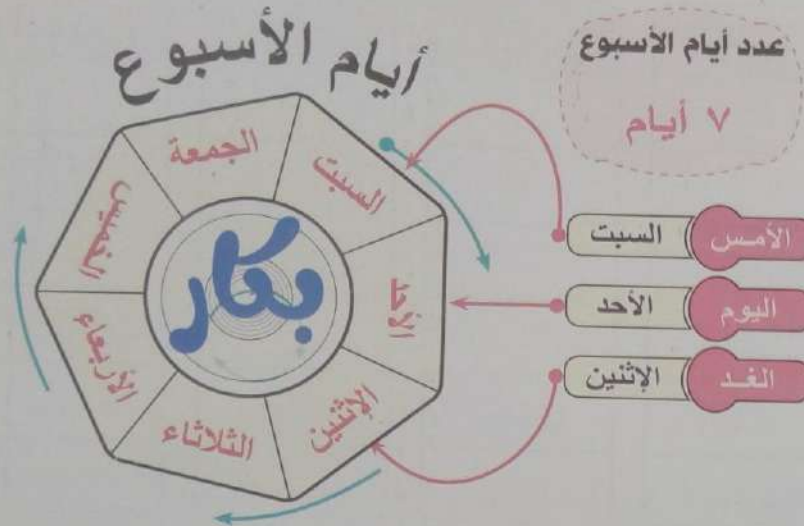 أيام الأسبوع
عدد أيام الأسبوع
٧ أيام
الأمس السبت
اليوم الأحد
الغد الإثنين
السبت
الأحد
الإثنين
الثلاثاء
الأربعاء
الخميس
الجمعة
بكار